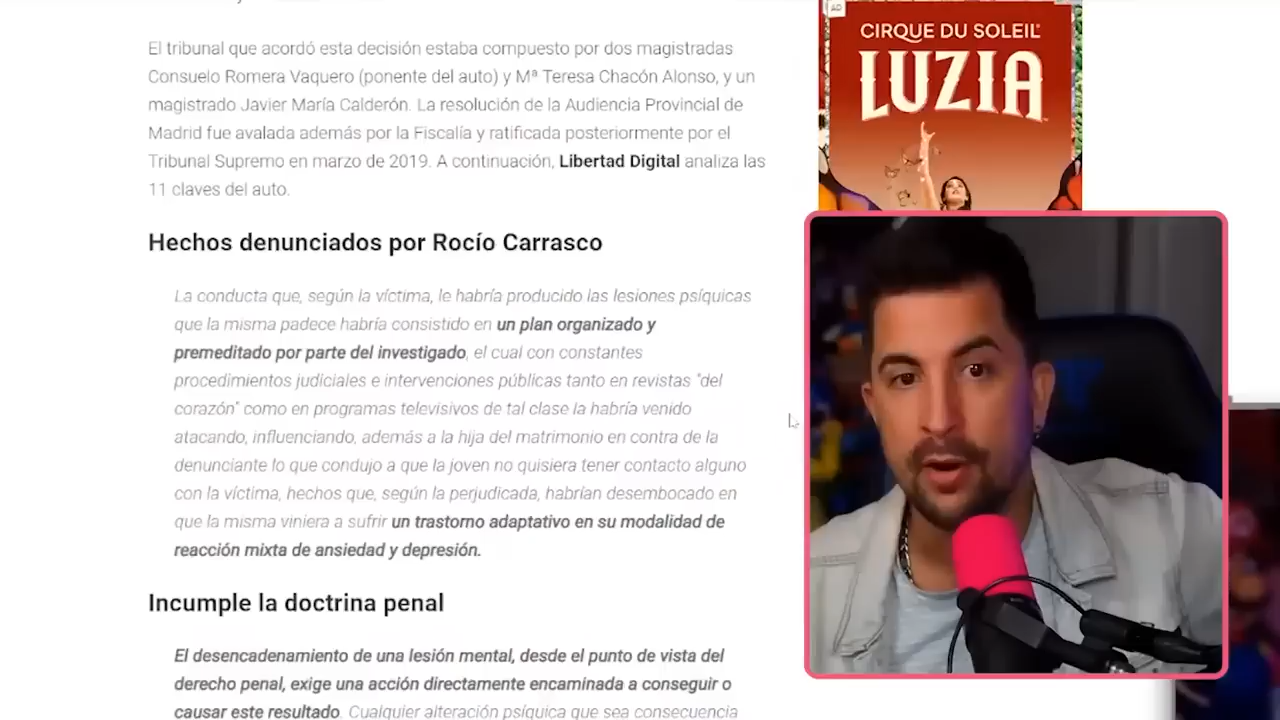 El tribunal que acordó esta decisión estaba compuesto por dos magistradas
Consuelo Romera Vaquero (ponente del auto) y Mª Teresa Chacón Alonso, y un
magistrado Javier María Calderón. La resolución de la Audiencia Provincial de
Madrid fue avalada además por la Fiscalía y ratificada posteriormente por el
Tribunal Supremo en marzo de 2019. A continuación, Libertad Digital analiza las
11 claves del auto.
Hechos denunciados por Rocío Carrasco
La conducta que, según la víctima, le habría producido las lesiones psíquicas
que la misma padece habría consistido en un plan organizado y
premeditado por parte del investigado, el cual con constantes
procedimientos judiciales e intervenciones públicas tanto en revistas "del
corazón" como en programas televisivos de tal clase la habría venido
atacando, influenciando, además a la hija del matrimonio en contra de la
denunciante lo que condujo a que la joven no quisiera tener contacto alguno
con la víctima, hechos que, según la perjudicada, habrían desembocado en
que la misma viniera a sufrir un trastorno adaptativo en su modalidad de
reacción mixta de ansiedad y depresión.
Incumple la doctrina penal
El desencadenamiento de una lesión mental, desde el punto de vista del
derecho penal, exige una acción directamente encaminada a conseguir o
causar este resultado. Cualquier alteración psíquica que sea consecuencia
AD
CIRQUE DU SOLEIL
LUZIA